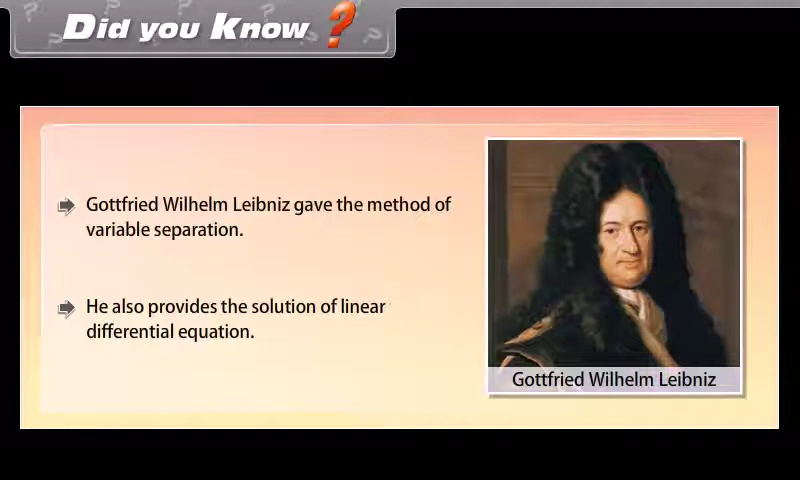 Did you Know ?
Gottfried Wilhelm Leibniz gave the method of
variable separation.
He also provides the solution of linear
differential equation.
Gottfried Wilhelm Leibniz